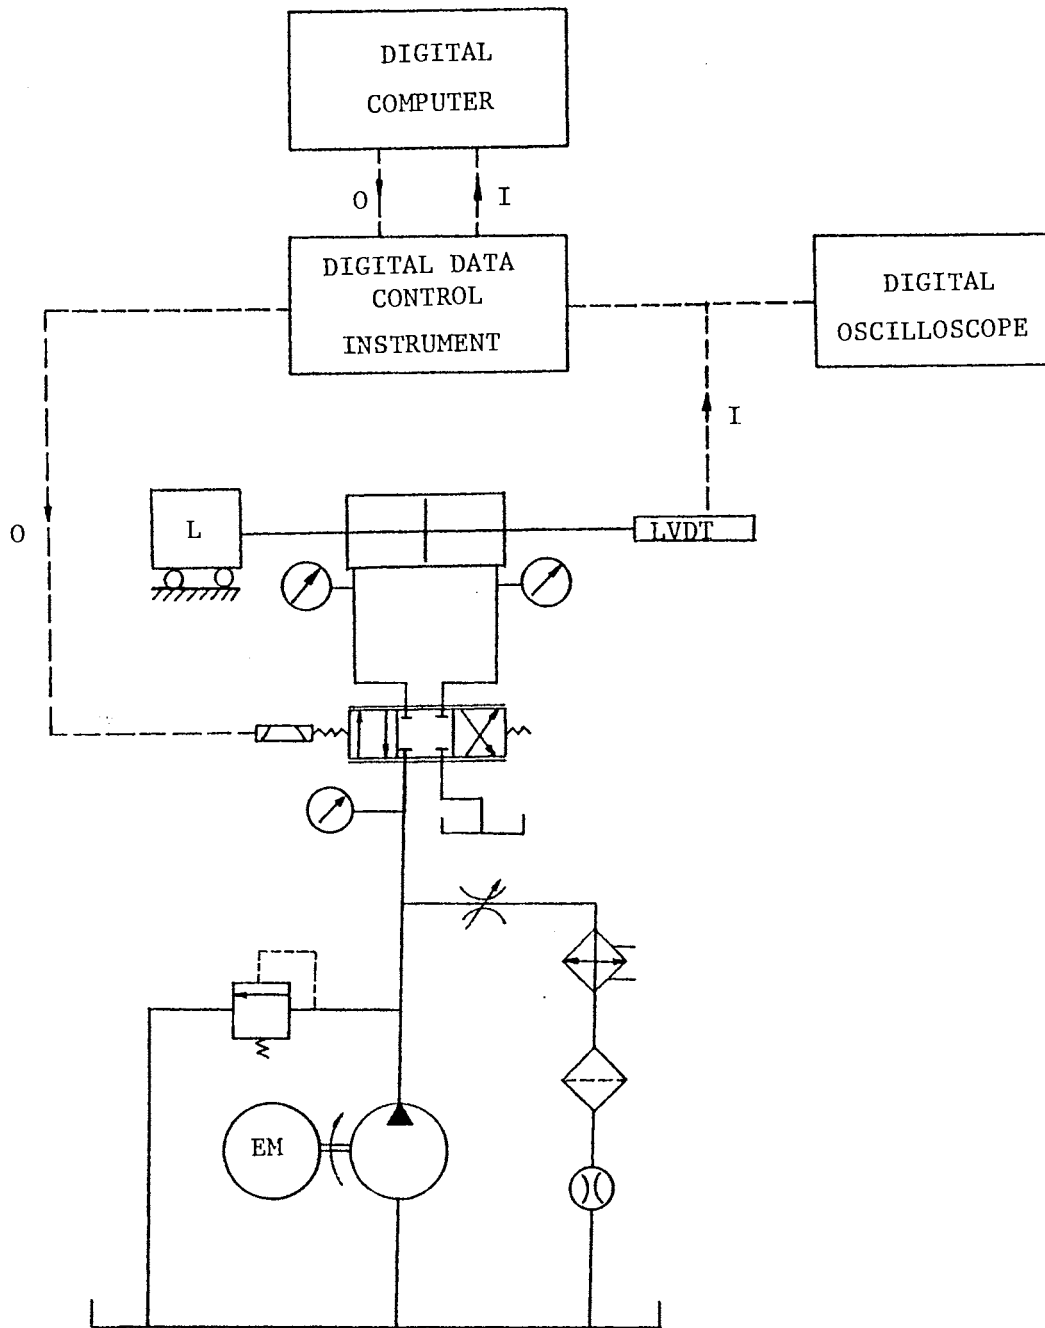 DIGITAL
COMPUTER
O
I
DIGITAL DATA
CONTROL
INSTRUMENT
DIGITAL
OSCILLOSCOPE
I
O
L
LVDT
EM